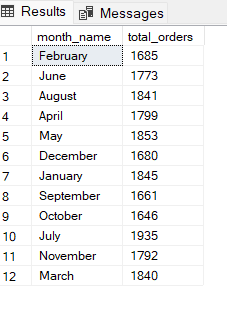 Results Messages
month_name total_orders
1 February 1685
2 June 1773
3 August 1841
4 April 1799
5 May 1853
6 December 1680
7 January 1845
8 September 1661
9 October 1646
10 July 1935
11 November 1792
12 March 1840